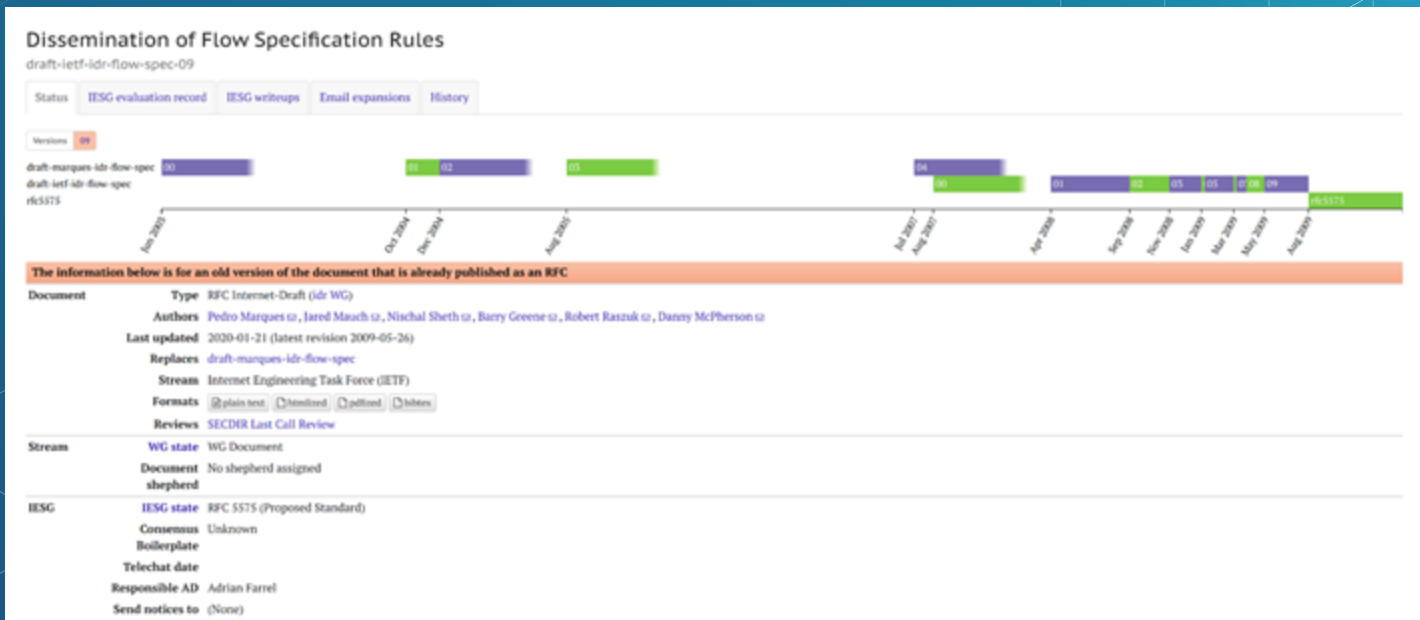 Dissemination of Flow Specification Rules
draft-ietf-idr-flow-spec-09
Status IESG evaluation record IESG writeups Email expansions History
Versions 09
draft-marques-idr-flow-spec 00 01 02 03 04
draft-ietf-idr-flow-spec 00 01 02 03 05 08 09
rfc5575 rfc5575
Jun 2003 Oct 2004 Dec 2004 Aug 2005 Jul 2007 Aug 2007 Apr 2008 Sep 2008 Nov 2008 Jan 2009 Mar 2009 May 2009 Aug 2009
The information below is for an old version of the document that is already published as an RFC
Document Type RFC Internet-Draft (idr WG)
Authors Pedro Marques, Jared Mauch, Nischal Sheth, Barry Greene, Robert Raszuk, Danny McPherson
Last updated 2020-01-21 (latest revision 2009-05-26)
Replaces draft-marques-idr-flow-spec
Stream Internet Engineering Task Force (IETF)
Formats plain text htmlized pdfized bibtex
Reviews SECDIR Last Call Review
Stream WG state WG Document
Document No shepherd assigned
shepherd
IESG IESG state RFC 5575 (Proposed Standard)
Consensus Unknown
Boilerplate
Telechat date
Responsible AD Adrian Farrel
Send notices to (None)